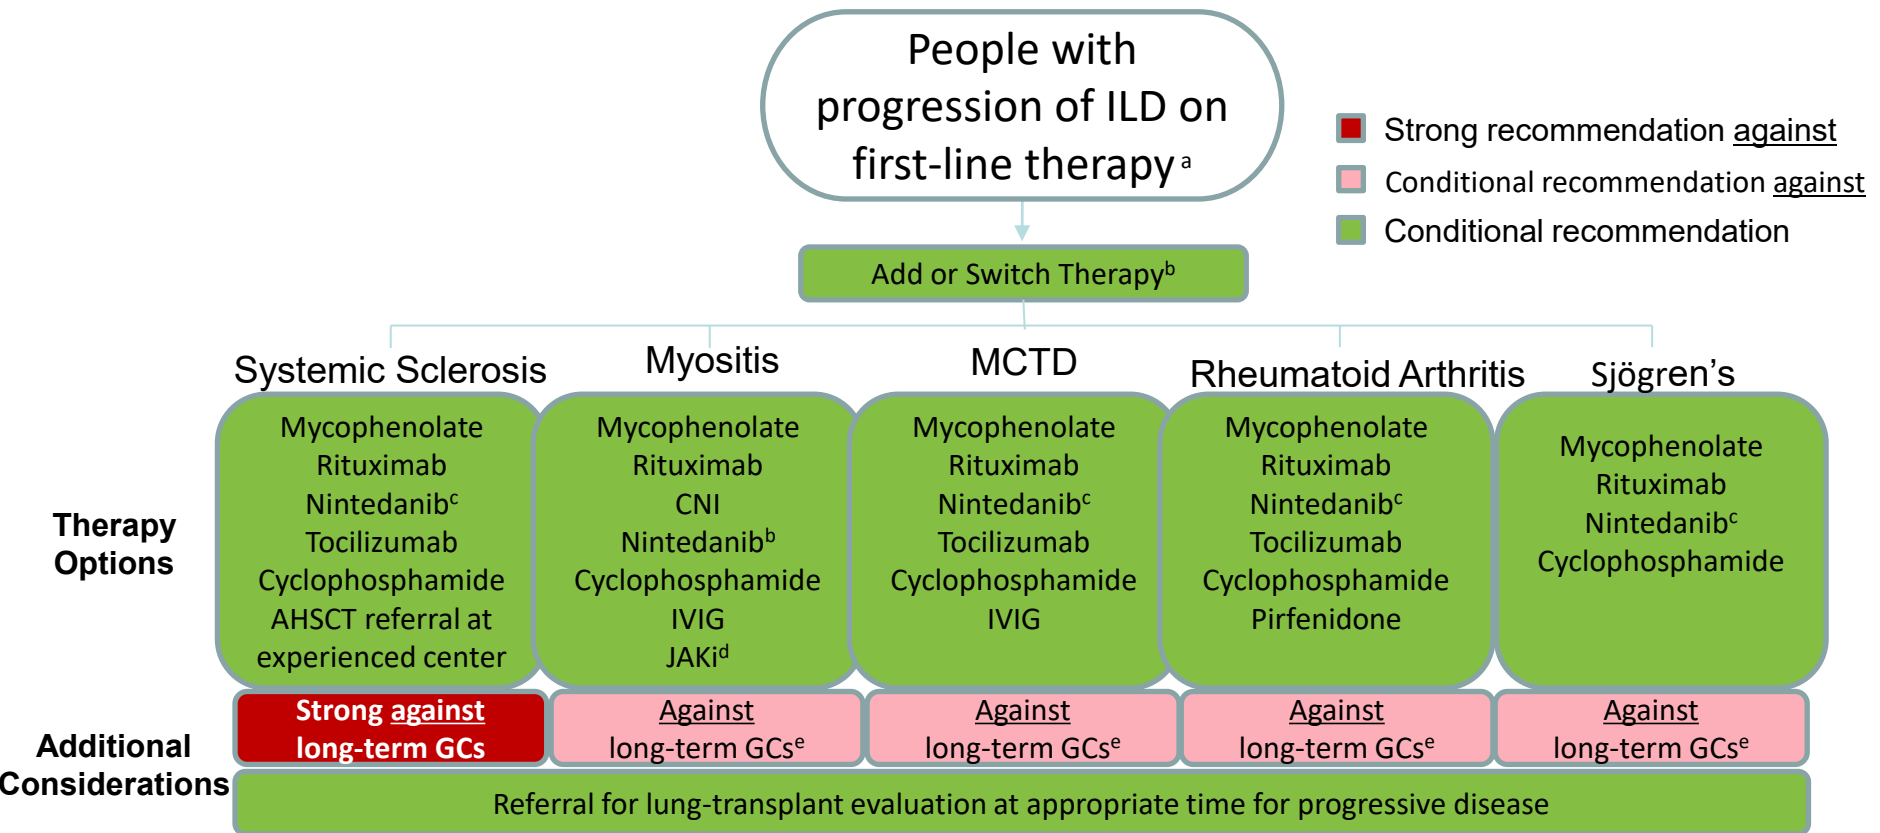 People with
progression of ILD on
first-line therapy a
Strong recommendation against
Conditional recommendation against
Conditional recommendation
Add or Switch Therapyb
Systemic Sclerosis
Myositis
MCTD
Rheumatoid Arthritis
Sjögren’s
Therapy
Options
Mycophenolate
Rituximab
Nintedanibc
Tocilizumab
Cyclophosphamide
AHSCT referral at
experienced center
Mycophenolate
Rituximab
CNI
Nintedanibb
Cyclophosphamide
IVIG
JAKid
Mycophenolate
Rituximab
Nintedanibc
Tocilizumab
Cyclophosphamide
IVIG
Mycophenolate
Rituximab
Nintedanibc
Tocilizumab
Cyclophosphamide
Pirfenidone
Mycophenolate
Rituximab
Nintedanibc
Cyclophosphamide
Additional
Considerations
Strong against
long-term GCs
Against
long-term GCse
Against
long-term GCse
Against
long-term GCse
Against
long-term GCse
Referral for lung-transplant evaluation at appropriate time for progressive disease